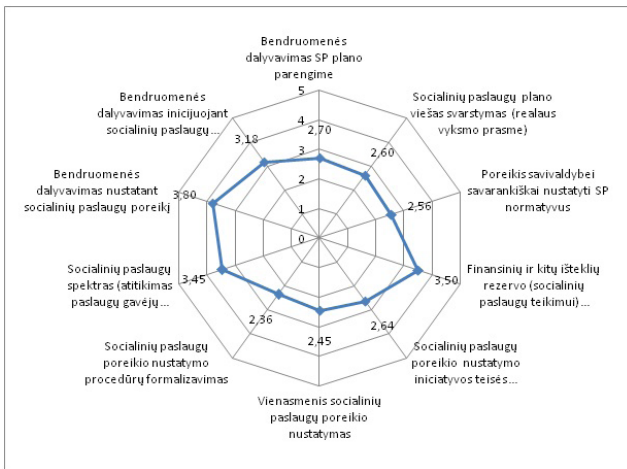 Bendruomenės
dalyvavimas SP plano
parengime
Socialinių paslaugų plano
viešas svarstymas (realaus
vyksmo prasme)
Poreikis savivaldybei
savarankiškai nustatyti SP
normatyvus
Finansinių ir kitų išteklių
rezervo (socialinių
paslaugų teikimui) ...
Socialinių paslaugų
poreikio nustatymo
iniciatyvos teisės ...
Vienasmenis socialinių
paslaugų poreikio
nustatymas
Socialinių paslaugų
poreikio nustatymo
procedūrų formalizavimas
Socialinių paslaugų
spektras (atitikimas
paslaugų gavėjų ...
Bendruomenės
dalyvavimas nustatant
socialinių paslaugų poreikį
Bendruomenės
dalyvavimas inicijuojant
socialinių paslaugų ...
5
4
3
2
1
0
2,70
2,60
2,56
3,50
2,64
2,45
2,36
3,45
3,80
3,18